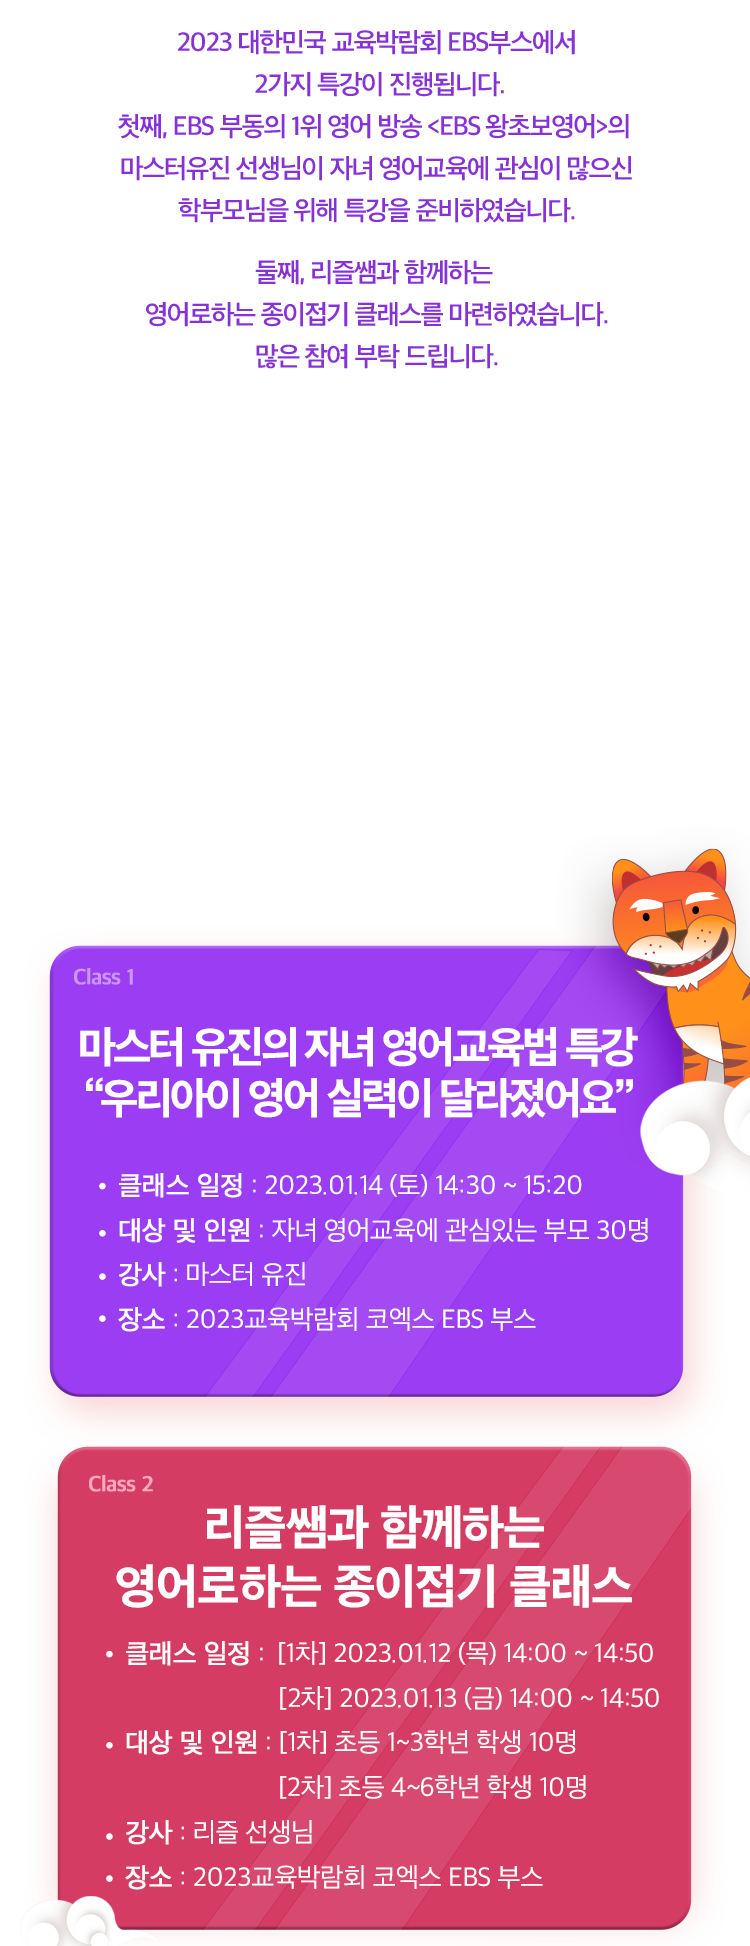 2023 대한민국 교육박람회 EBS부스에서
2가지 특강이 진행됩니다.
첫째, EBS 부동의 1위 영어 방송 <EBS 왕초보영어>의
마스터유진 선생님이 자녀 영어교육에 관심이 많으신
학부모님을 위해 특강을 준비하였습니다.
둘째, 리즐쌤과 함께하는
영어로하는 종이접기 클래스를 마련하였습니다.
많은 참여 부탁 드립니다.
Class 1
마스터 유진의 자녀 영어교육법 특강
“우리아이 영어 실력이 달라졌어요”
• 클래스 일정 : 2023.01.14 (토) 14:30 ~ 15:20
• 대상 및 인원 : 자녀 영어교육에 관심있는 부모 30명
• 강사 : 마스터 유진
• 장소 : 2023교육박람회 코엑스 EBS 부스
Class 2
리즐쌤과 함께하는
영어로하는 종이접기 클래스
• 클래스 일정 : [1차] 2023.01.12 (목) 14:00 ~ 14:50
[2차] 2023.01.13 (금) 14:00 ~ 14:50
• 대상 및 인원 : [1차] 초등 1~3학년 학생 10명
[2차] 초등 4~6학년 학생 10명
• 강사 : 리즐 선생님
• 장소 : 2023교육박람회 코엑스 EBS 부스